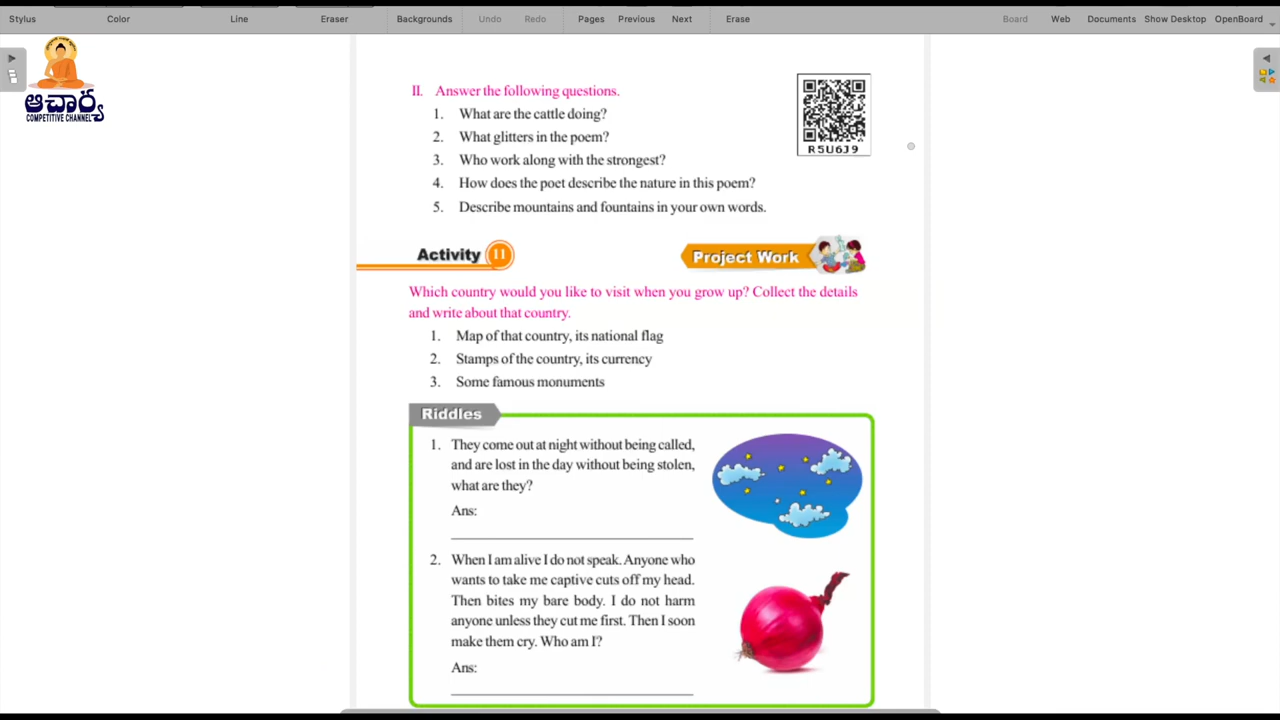 Stylus Color Line Eraser Backgrounds Undo Redo Pages Previous Next Erase Board Web Documents Show Desktop OpenBoard
ఆచార్య
COMPETITIVE CHANNEL
II. Answer the following questions.
1. What are the cattle doing?
2. What glitters in the poem?
3. Who work along with the strongest?
4. How does the poet describe the nature in this poem?
5. Describe mountains and fountains in your own words.
R5U6J9
Activity 11
Project Work
Which country would you like to visit when you grow up? Collect the details
and write about that country.
1. Map of that country, its national flag
2. Stamps of the country, its currency
3. Some famous monuments
Riddles
1. They come out at night without being called,
and are lost in the day without being stolen,
what are they?
Ans:
2. When I am alive I do not speak. Anyone who
wants to take me captive cuts off my head.
Then bites my bare body. I do not harm
anyone unless they cut me first. Then I soon
make them cry. Who am I?
Ans: